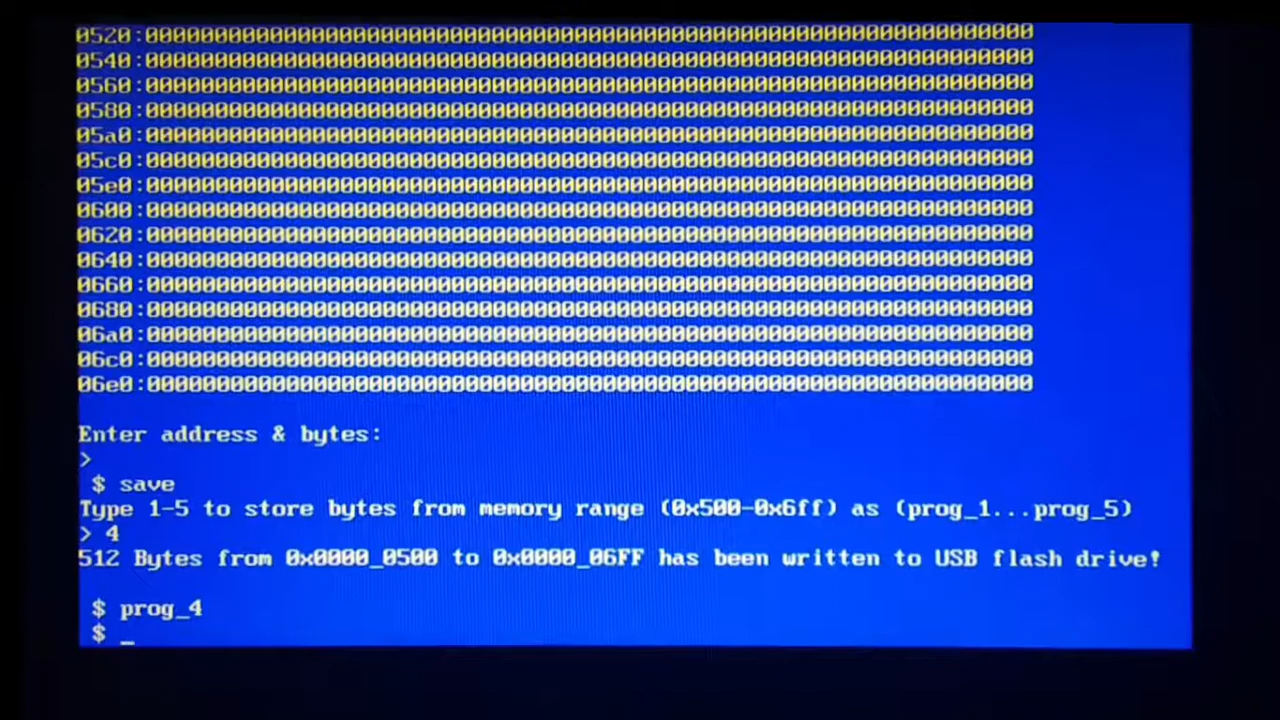 0520:0000000000000000000000000000000000000000000000000000000000000000
0540:0000000000000000000000000000000000000000000000000000000000000000
0560:0000000000000000000000000000000000000000000000000000000000000000
0580:0000000000000000000000000000000000000000000000000000000000000000
05a0:0000000000000000000000000000000000000000000000000000000000000000
05c0:0000000000000000000000000000000000000000000000000000000000000000
05e0:0000000000000000000000000000000000000000000000000000000000000000
0600:0000000000000000000000000000000000000000000000000000000000000000
0620:0000000000000000000000000000000000000000000000000000000000000000
0640:0000000000000000000000000000000000000000000000000000000000000000
0660:0000000000000000000000000000000000000000000000000000000000000000
0680:0000000000000000000000000000000000000000000000000000000000000000
06a0:0000000000000000000000000000000000000000000000000000000000000000
06c0:0000000000000000000000000000000000000000000000000000000000000000
06e0:0000000000000000000000000000000000000000000000000000000000000000
Enter address & bytes:
>
$ save
Type 1-5 to store bytes from memory range (0x500-0x6ff) as (prog_1...prog_5)
> 4
512 Bytes from 0x0000_0500 to 0x0000_06FF has been written to USB flash drive!
$ prog_4
$ _